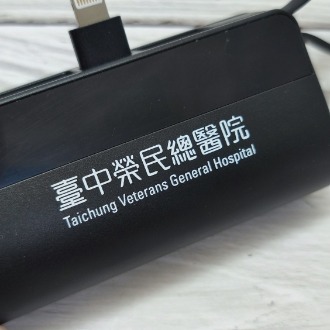 臺中榮民總醫院
Taichung Veterans General Hospital